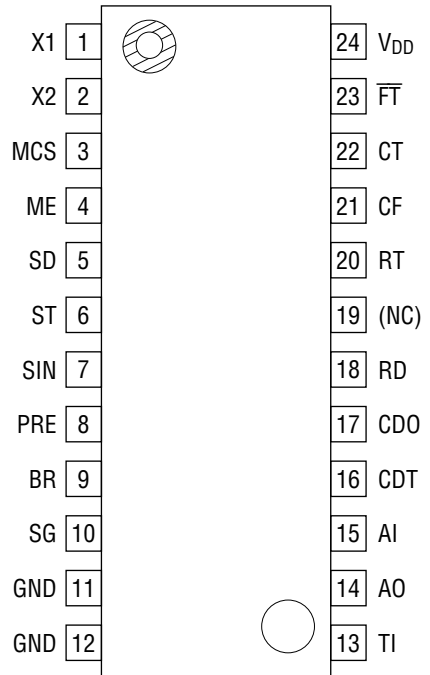 X1 1 24 VDD
X2 2 23 F̅T̅
MCS 3 22 CT
ME 4 21 CF
SD 5 20 RT
ST 6 19 (NC)
SIN 7 18 RD
PRE 8 17 CDO
BR 9 16 CDT
SG 10 15 AI
GND 11 14 AO
GND 12 13 TI